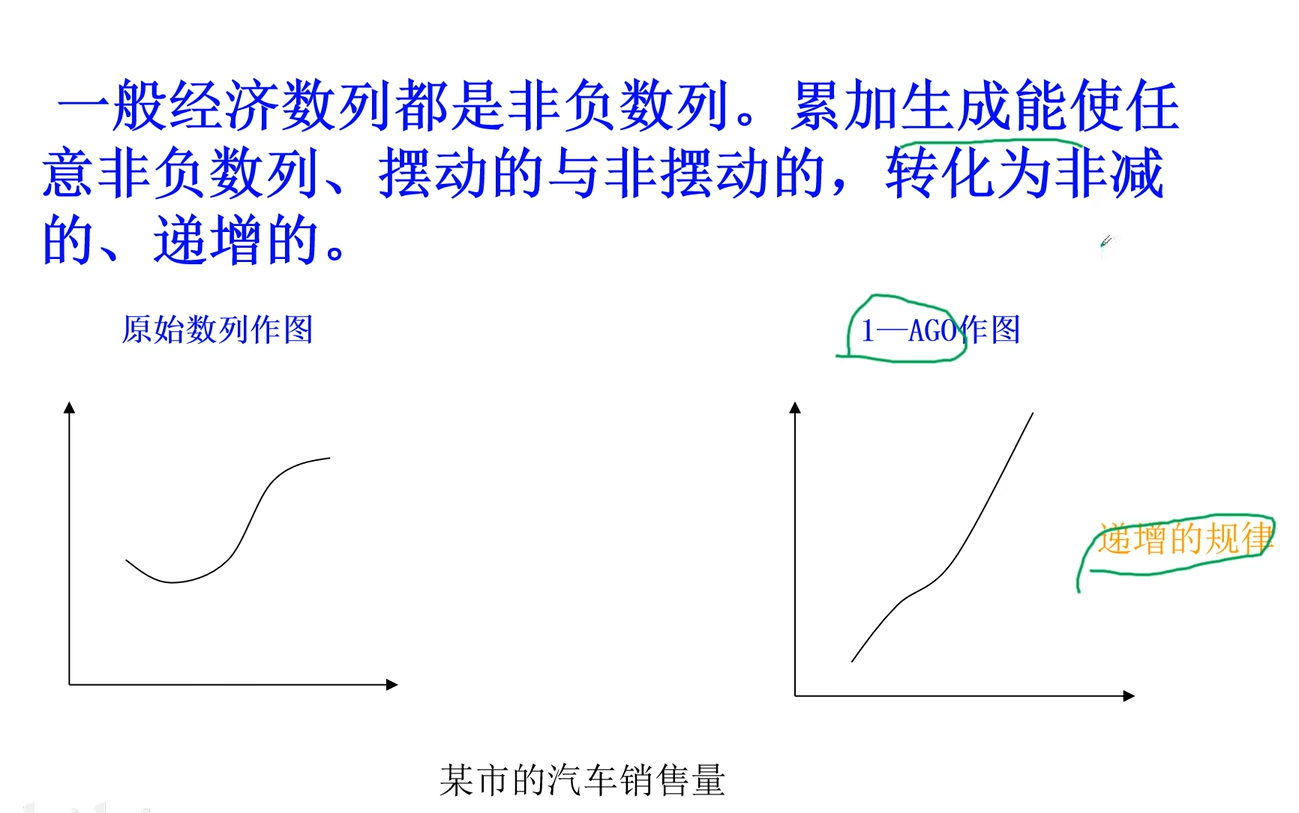 一般经济数列都是非负数列。累加生成能使任
意非负数列、摆动的与非摆动的，转化为非减
的、递增的。
原始数列作图
1—AGO作图
递增的规律
某市的汽车销售量